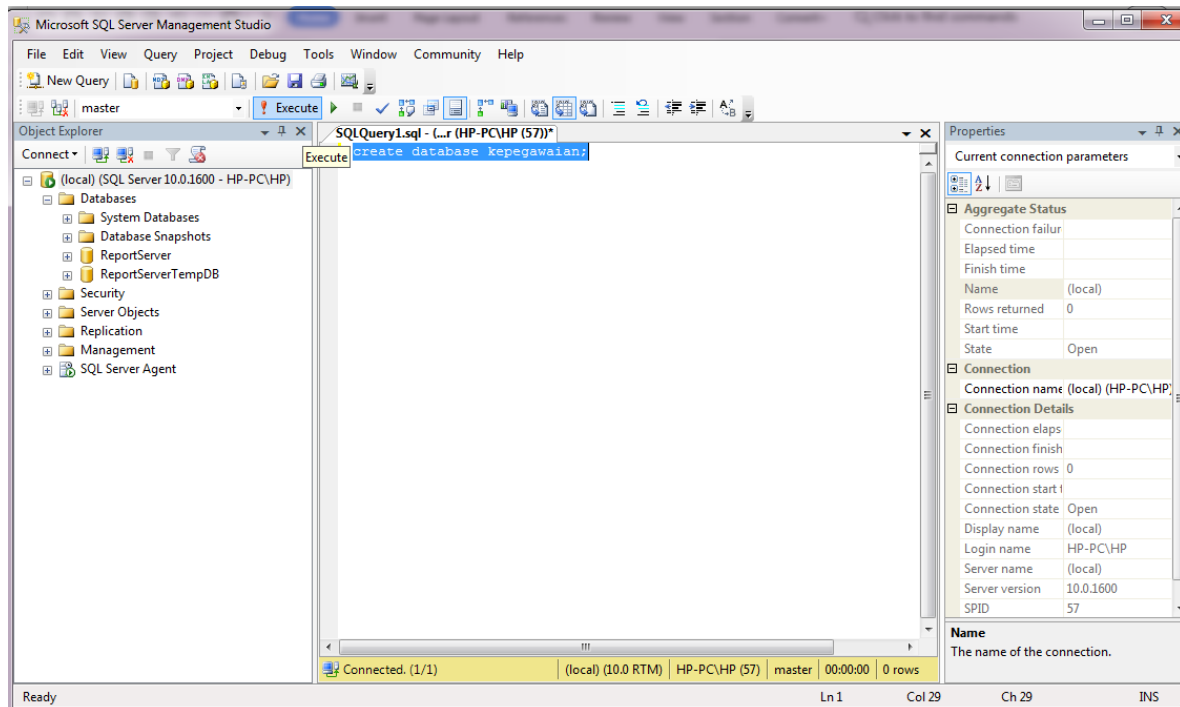 Microsoft SQL Server Management Studio
File Edit View Query Project Debug Tools Window Community Help
New Query
master Execute
Object Explorer
Connect
Execute
(local) (SQL Server 10.0.1600 - HP-PC\HP)
Databases
System Databases
Database Snapshots
ReportServer
ReportServerTempDB
Security
Server Objects
Replication
Management
SQL Server Agent
SQLQuery1.sql - (...r (HP-PC\HP (57))*
create database kepegawaian;
Connected. (1/1) (local) (10.0 RTM) HP-PC\HP (57) master 00:00:00 0 rows
Properties
Current connection parameters
Aggregate Status
Connection failur
Elapsed time
Finish time
Name (local)
Rows returned 0
Start time
State Open
Connection
Connection name (local) (HP-PC\HP)
Connection Details
Connection elaps
Connection finish
Connection rows 0
Connection start t
Connection state Open
Display name (local)
Login name HP-PC\HP
Server name (local)
Server version 10.0.1600
SPID 57
Name
The name of the connection.
Ready Ln 1 Col 29 Ch 29 INS